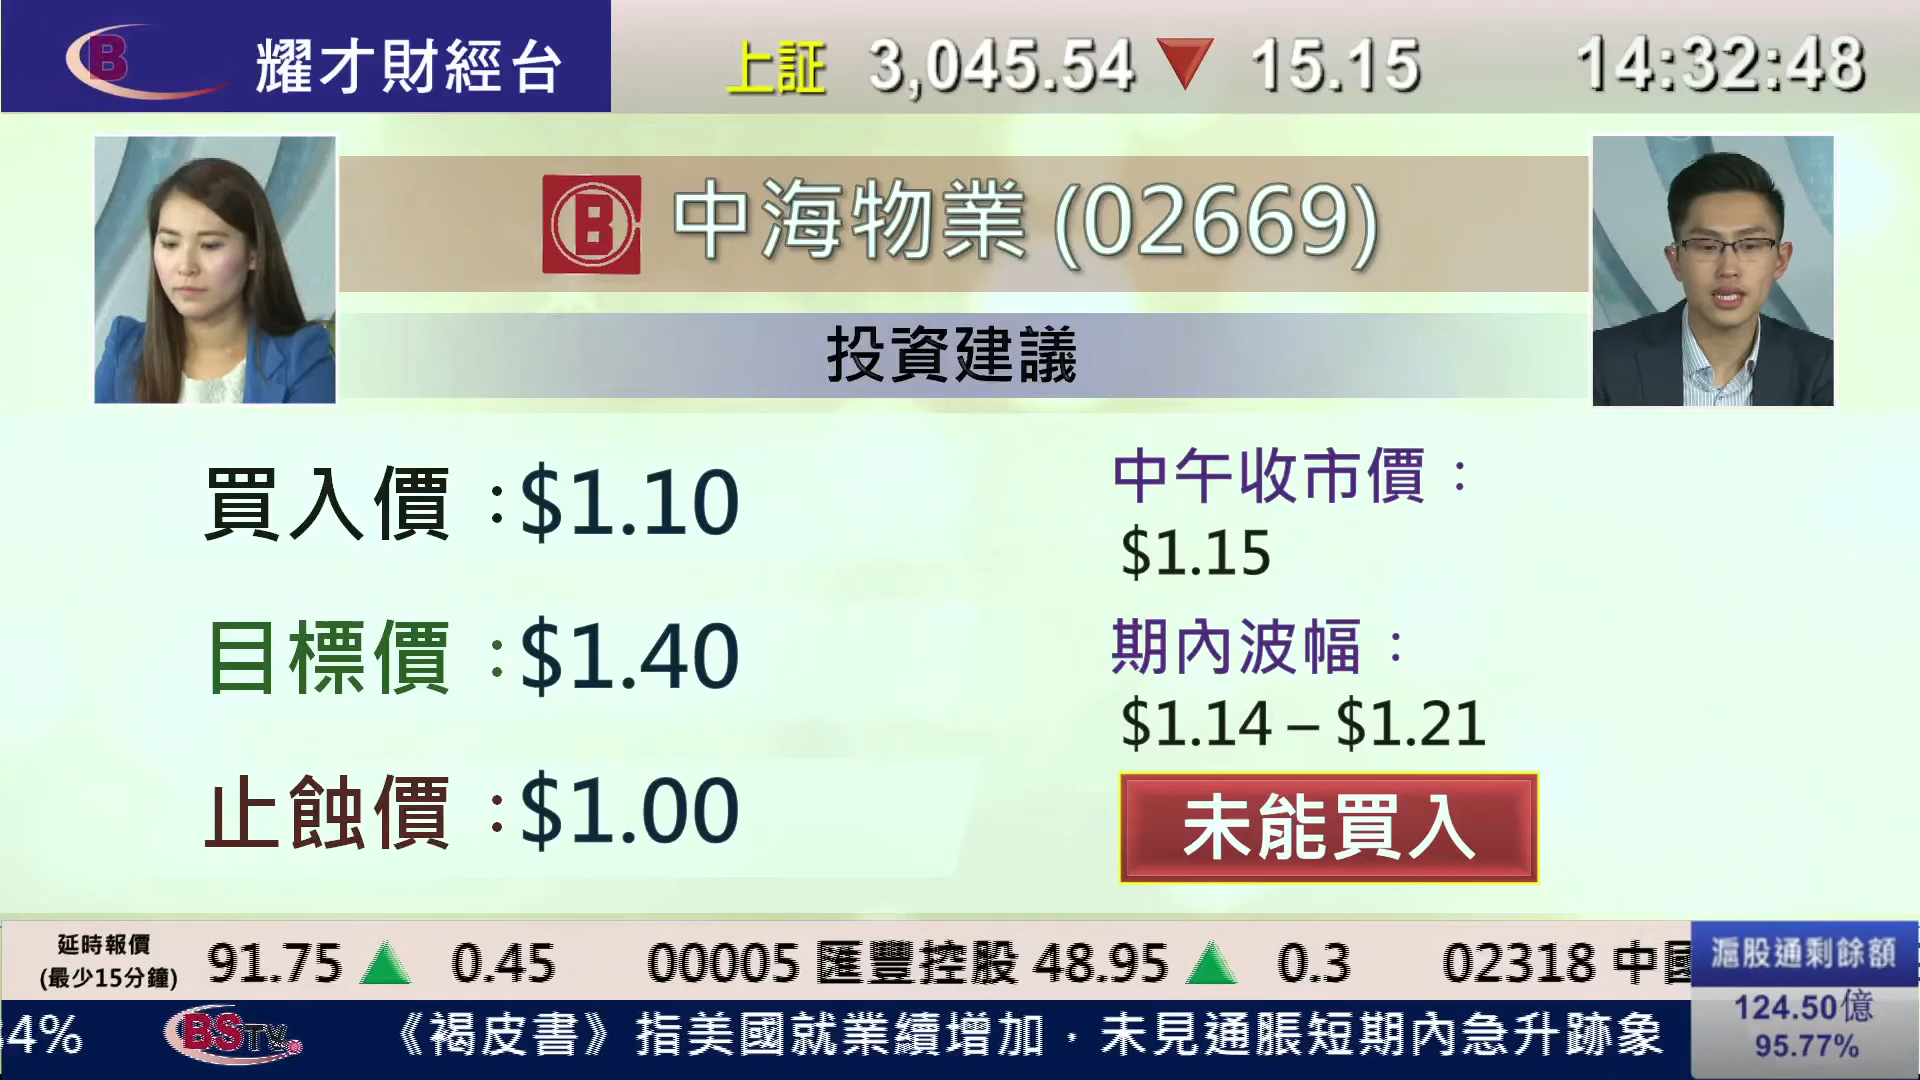 B 耀才財經台
上証 3,045.54 ▼ 15.15 14:32:48
B 中海物業 (02669)
投資建議
買入價 :$1.10
目標價 :$1.40
止蝕價 :$1.00
中午收市價：
$1.15
期內波幅：
$1.14 – $1.21
未能買入
延時報價
(最少15分鐘)
91.75 ▲ 0.45 00005 匯豐控股 48.95 ▲ 0.3 02318 中國
滬股通剩餘額
124.50億
95.77%
4% BSTV 《褐皮書》指美國就業續增加，未見通脹短期內急升跡象